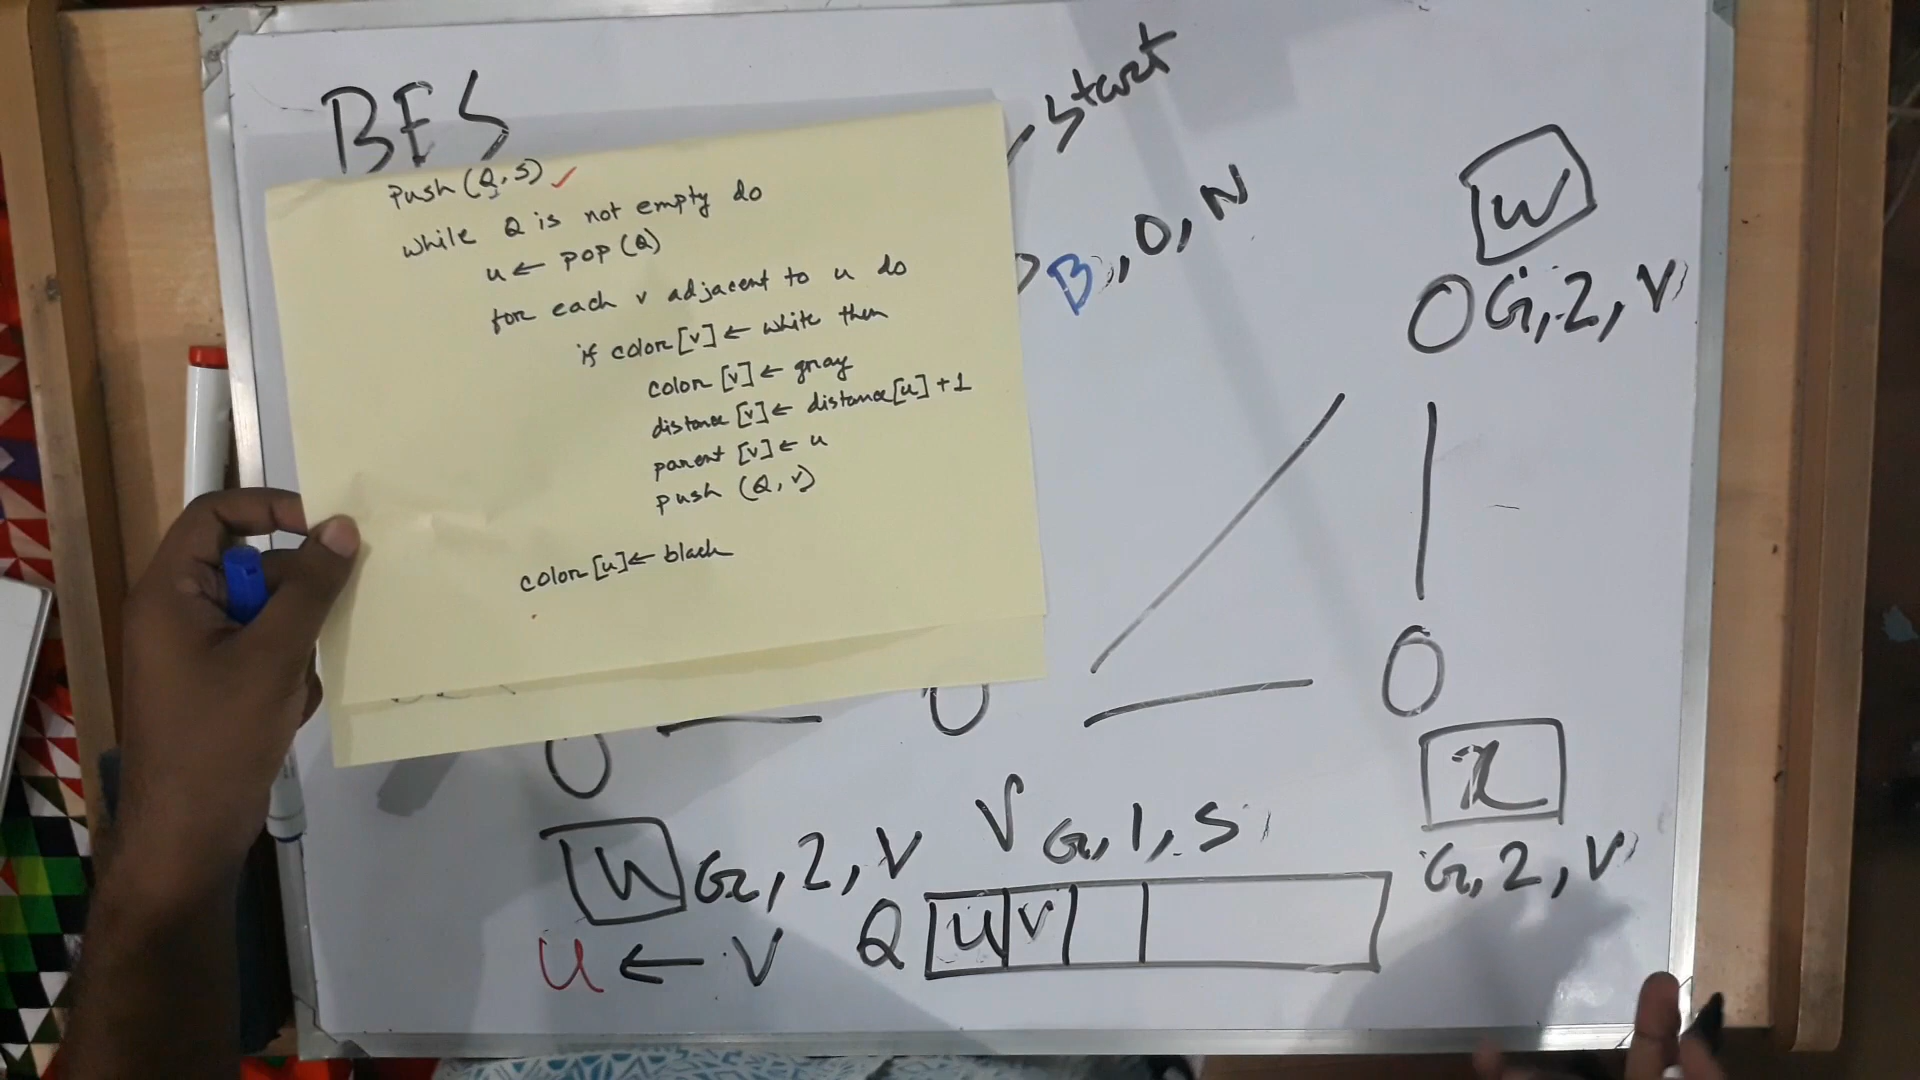 BFS
start
Push (Q,S) ✓
while Q is not empty do
u ← pop (Q)
for each v adjacent to u do
if color [v] ← white then
color [v] ← gray
distance [v] ← distance [u] + 1
parent [v] ← u
push (Q, v)
color [u] ← black
B, 0, N
W
G, 2, V
x
G, 2, V
V G, 1, S
u G, 2, V
Q u v
u ← V